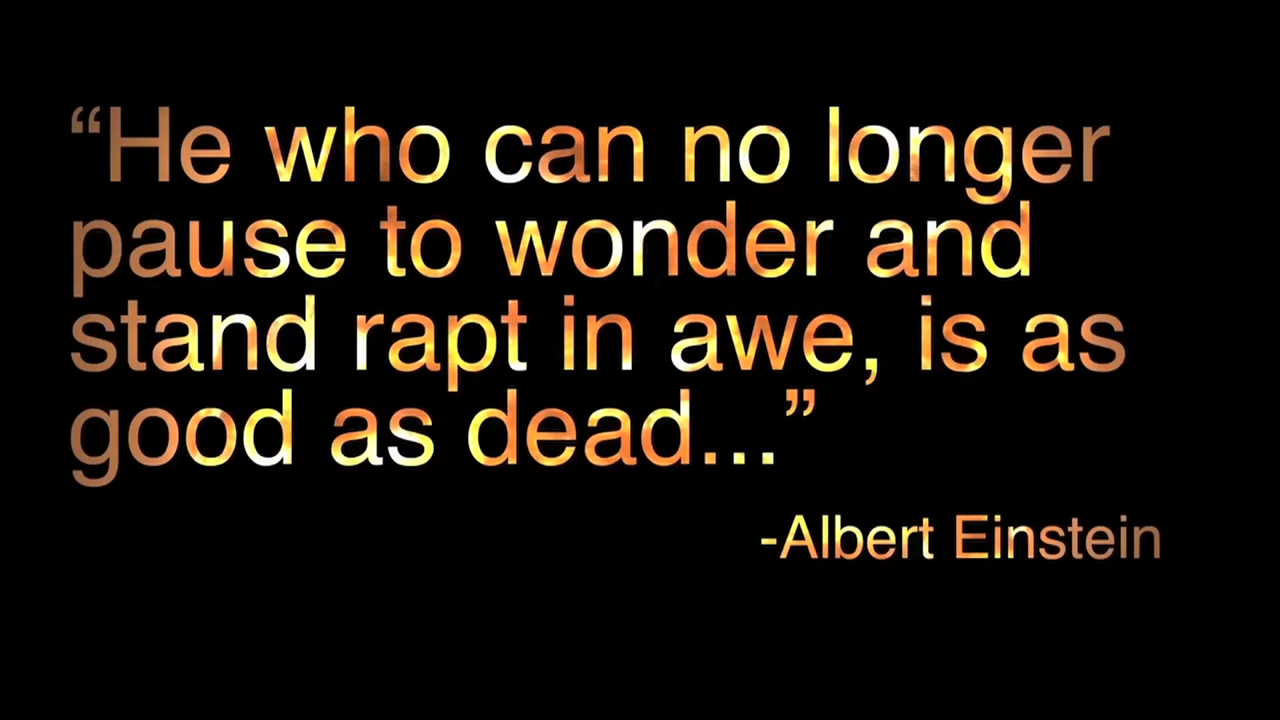 “He who can no longer
pause to wonder and
stand rapt in awe, is as
good as dead...”
-Albert Einstein